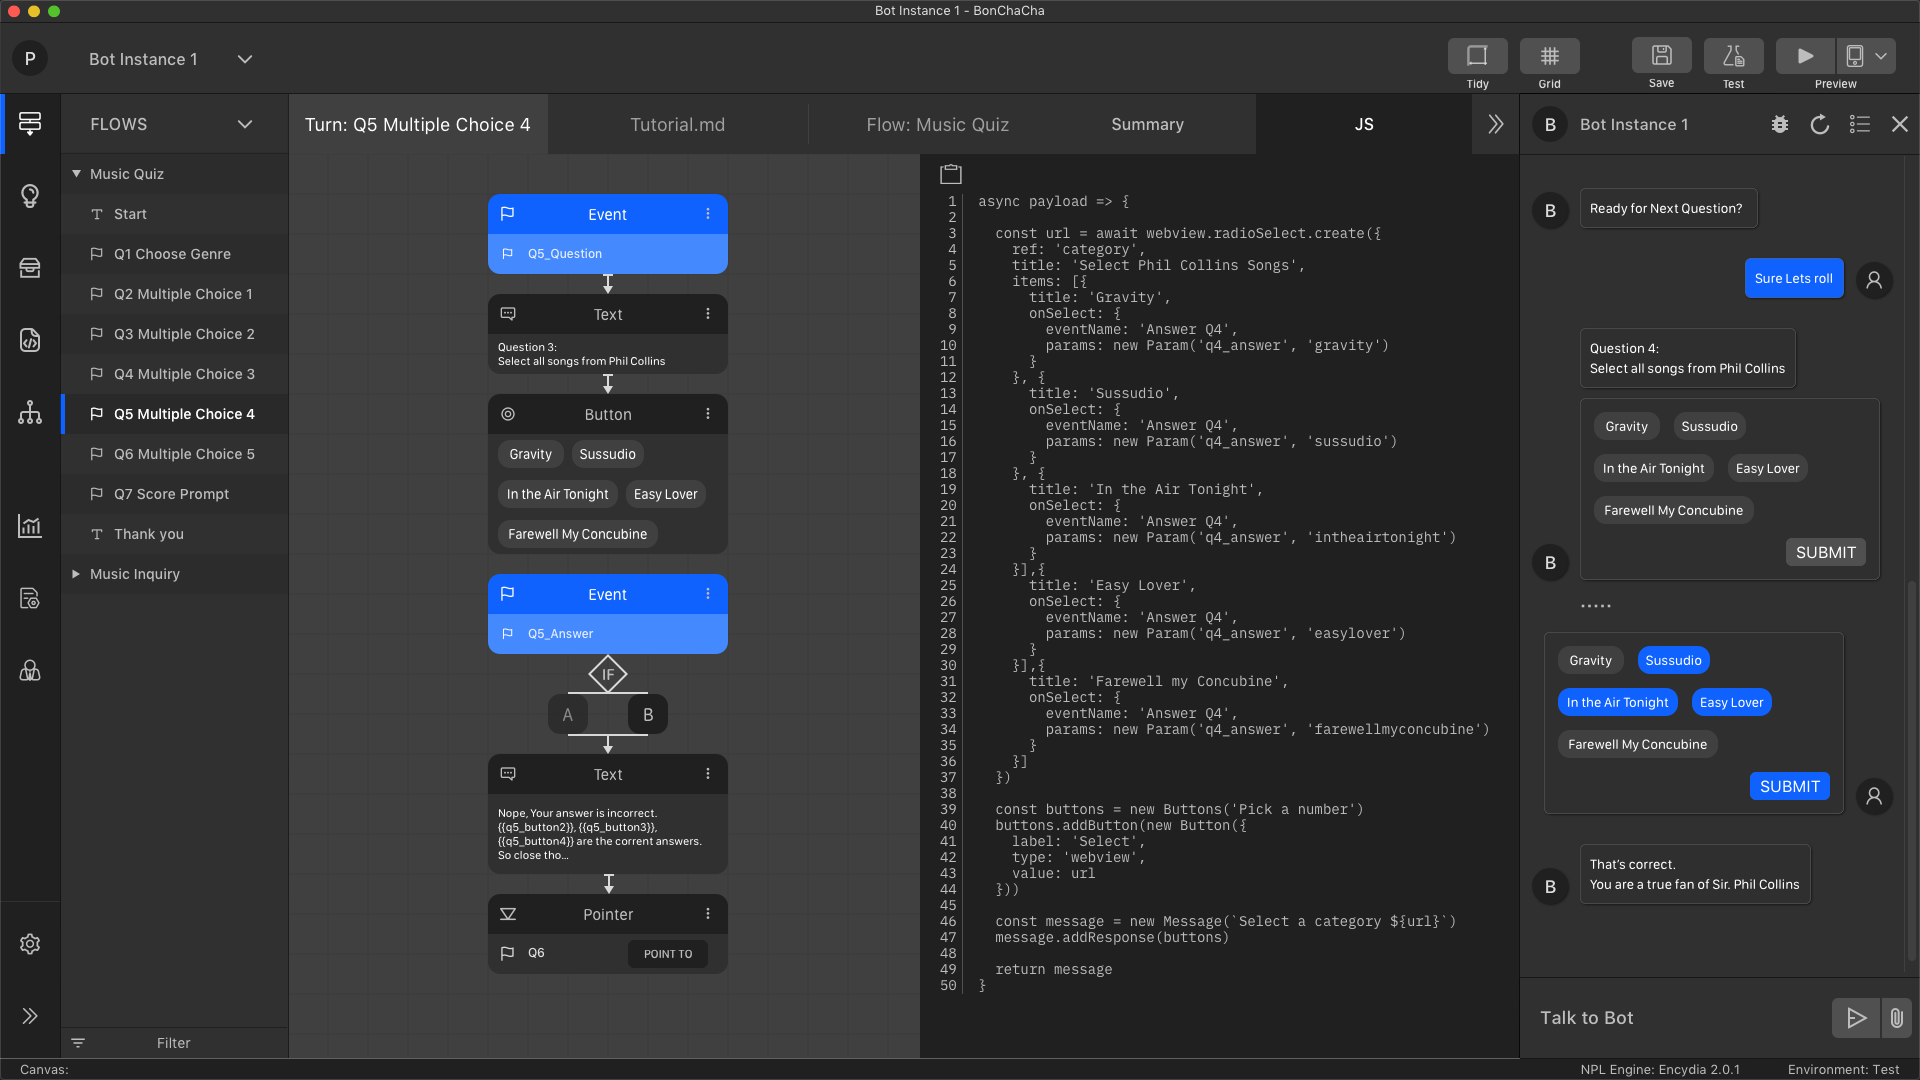 Bot Instance 1 - BonChaCha
P
Bot Instance 1
Tidy
Grid
Save
Test
Preview
FLOWS
Music Quiz
Start
Q1 Choose Genre
Q2 Multiple Choice 1
Q3 Multiple Choice 2
Q4 Multiple Choice 3
Q5 Multiple Choice 4
Q6 Multiple Choice 5
Q7 Score Prompt
Thank you
Music Inquiry
Filter
Turn: Q5 Multiple Choice 4
Tutorial.md
Flow: Music Quiz
Summary
JS
Event
Q5_Question
Text
Question 3:
Select all songs from Phil Collins
Button
Gravity
Sussudio
In the Air Tonight
Easy Lover
Farewell My Concubine
Event
Q5_Answer
IF
A
B
Text
Nope, Your answer is incorrect.
{{q5_button2}}, {{q5_button3}},
{{q5_button4}} are the corrent answers.
So close tho...
Pointer
Q6
POINT TO
1 async payload => {
2
3 const url = await webview.radioSelect.create({
4 ref: 'category',
5 title: 'Select Phil Collins Songs',
6 items: [{
7 title: 'Gravity',
8 onSelect: {
9 eventName: 'Answer Q4',
10 params: new Param('q4_answer', 'gravity')
11 }
12 }, {
13 title: 'Sussudio',
14 onSelect: {
15 eventName: 'Answer Q4',
16 params: new Param('q4_answer', 'sussudio')
17 }
18 }, {
19 title: 'In the Air Tonight',
20 onSelect: {
21 eventName: 'Answer Q4',
22 params: new Param('q4_answer', 'intheairtonight')
23 }
24 }],{
25 title: 'Easy Lover',
26 onSelect: {
27 eventName: 'Answer Q4',
28 params: new Param('q4_answer', 'easylover')
29 }
30 }],{
31 title: 'Farewell my Concubine',
32 onSelect: {
33 eventName: 'Answer Q4',
34 params: new Param('q4_answer', 'farewellmyconcubine')
35 }
36 }]
37 })
38
39 const buttons = new Buttons('Pick a number')
40 buttons.addButton(new Button({
41 label: 'Select',
42 type: 'webview',
43 value: url
44 }))
45
46 const message = new Message(`Select a category ${url}`)
47 message.addResponse(buttons)
48
49 return message
50 }
B
Bot Instance 1
B
Ready for Next Question?
Sure Lets roll
Question 4:
Select all songs from Phil Collins
Gravity
Sussudio
In the Air Tonight
Easy Lover
Farewell My Concubine
SUBMIT
B
.....
Gravity
Sussudio
In the Air Tonight
Easy Lover
Farewell My Concubine
SUBMIT
B
That's correct.
You are a true fan of Sir. Phil Collins
Talk to Bot
Canvas:
NPL Engine: Encydia 2.0.1
Environment: Test